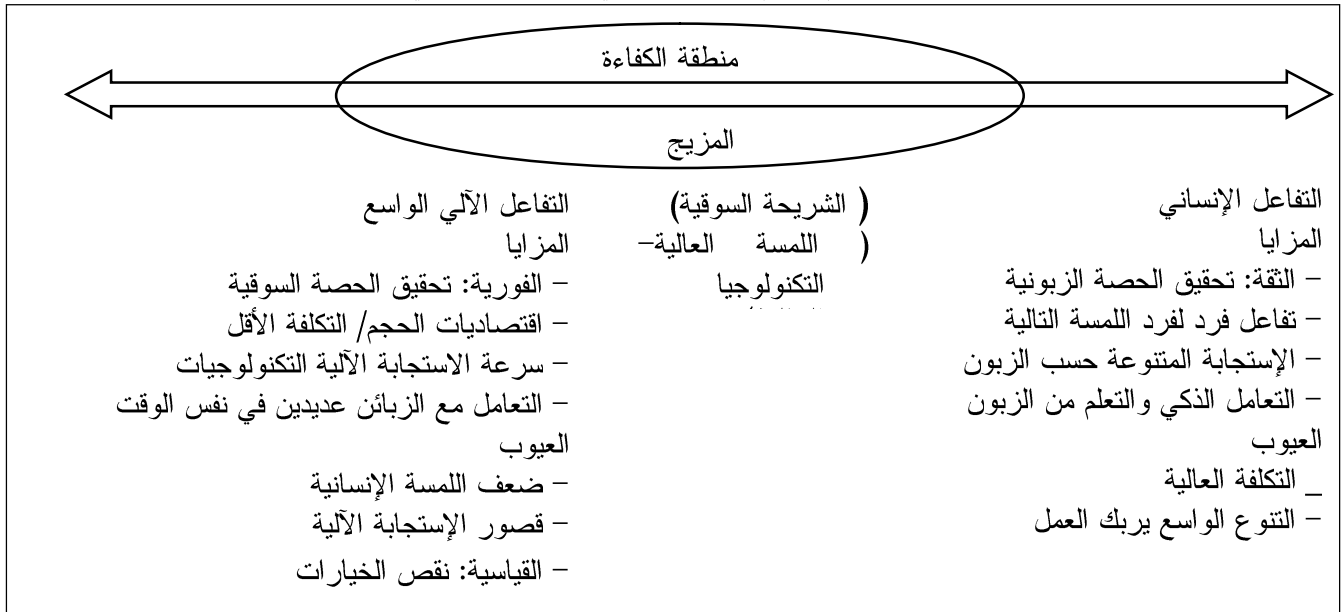 منطقة الكفاءة
المزيج
التفاعل الإنساني
المزايا
– الثقة: تحقيق الحصة الزبونية
– تفاعل فرد لفرد اللمسة التالية
– الإستجابة المتنوعة حسب الزبون
– التعامل الذكي والتعلم من الزبون
العيوب
_ التكلفة العالية
– التنوع الواسع يربك العمل
( الشريحة السوقية)
( اللمسة العالية–
التكنولوجيا
التفاعل الآلي الواسع
المزايا
– الفورية: تحقيق الحصة السوقية
– اقتصاديات الحجم/ التكلفة الأقل
– سرعة الاستجابة الآلية التكنولوجيات
– التعامل مع الزبائن عديدين في نفس الوقت
العيوب
– ضعف اللمسة الإنسانية
– قصور الإستجابة الآلية
– القياسية: نقص الخيارات